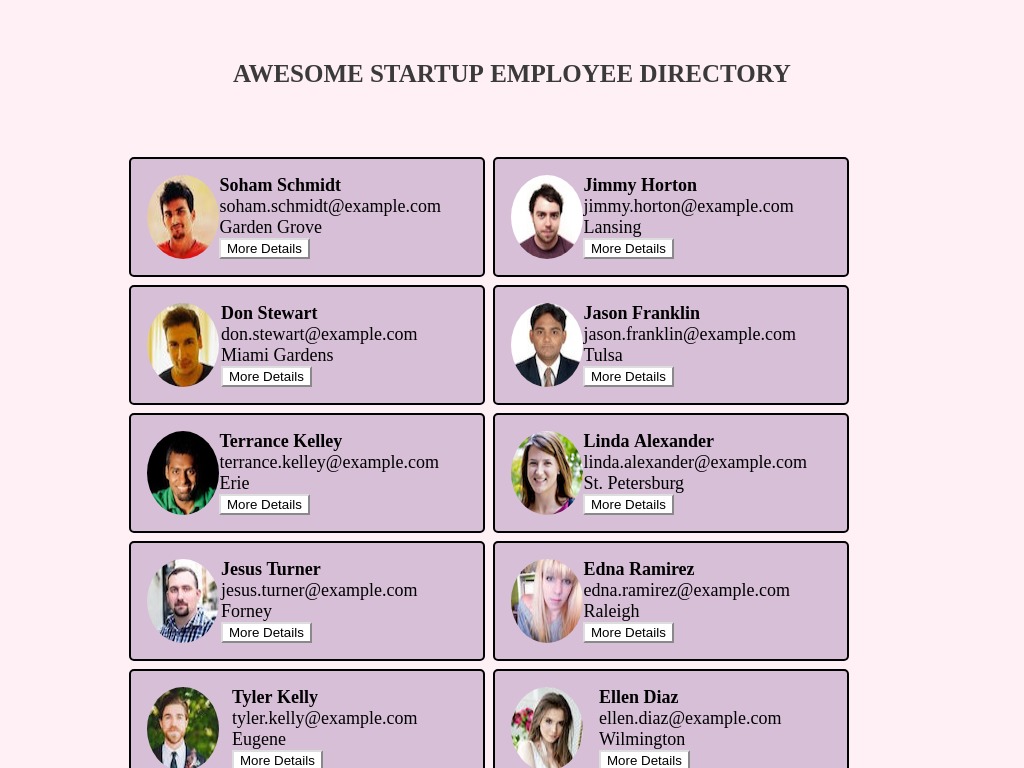 AWESOME STARTUP EMPLOYEE DIRECTORY
Soham Schmidt
soham.schmidt@example.com
Garden Grove
More Details
Jimmy Horton
jimmy.horton@example.com
Lansing
More Details
Don Stewart
don.stewart@example.com
Miami Gardens
More Details
Jason Franklin
jason.franklin@example.com
Tulsa
More Details
Terrance Kelley
terrance.kelley@example.com
Erie
More Details
Linda Alexander
linda.alexander@example.com
St. Petersburg
More Details
Jesus Turner
jesus.turner@example.com
Forney
More Details
Edna Ramirez
edna.ramirez@example.com
Raleigh
More Details
Tyler Kelly
tyler.kelly@example.com
Eugene
More Details
Ellen Diaz
ellen.diaz@example.com
Wilmington
More Details